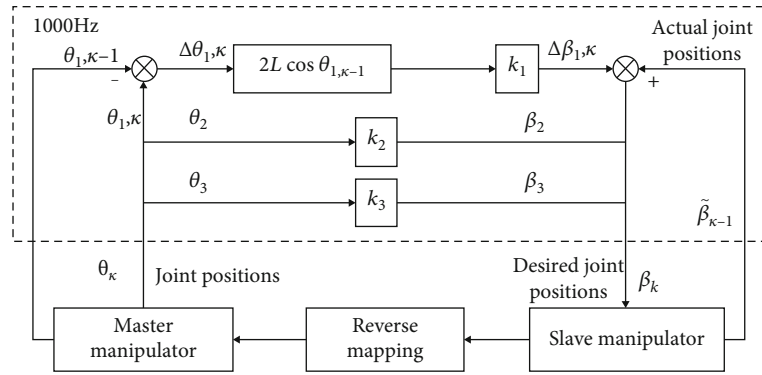 1000Hz
θ₁,κ−1
Δθ₁,κ
2L cos θ₁,κ₋₁
k₁
Δβ₁,κ
Actual joint
positions
−
+
θ₁,κ
θ₂
k₂
β₂
θ₃
k₃
β₃
β̃κ₋₁
θκ
Joint positions
Desired joint
positions
βₖ
Master
manipulator
Reverse
mapping
Slave manipulator